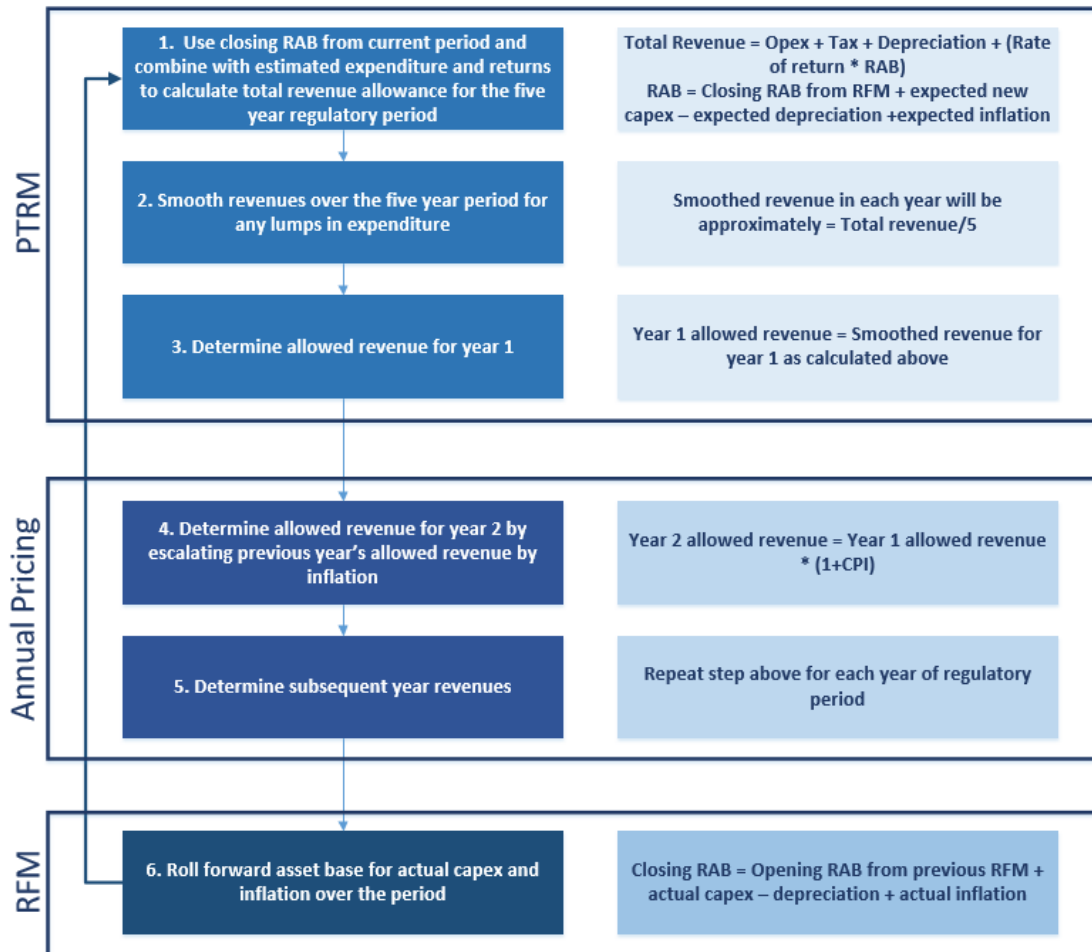 PTRM
1. Use closing RAB from current period and
combine with estimated expenditure and returns
to calculate total revenue allowance for the five
year regulatory period
Total Revenue = Opex + Tax + Depreciation + (Rate
of return * RAB)
RAB = Closing RAB from RFM + expected new
capex – expected depreciation +expected inflation
2. Smooth revenues over the five year period for
any lumps in expenditure
Smoothed revenue in each year will be
approximately = Total revenue/5
3. Determine allowed revenue for year 1
Year 1 allowed revenue = Smoothed revenue for
year 1 as calculated above
Annual Pricing
4. Determine allowed revenue for year 2 by
escalating previous year's allowed revenue by
inflation
Year 2 allowed revenue = Year 1 allowed revenue
* (1+CPI)
5. Determine subsequent year revenues
Repeat step above for each year of regulatory
period
RFM
6. Roll forward asset base for actual capex and
inflation over the period
Closing RAB = Opening RAB from previous RFM +
actual capex – depreciation + actual inflation